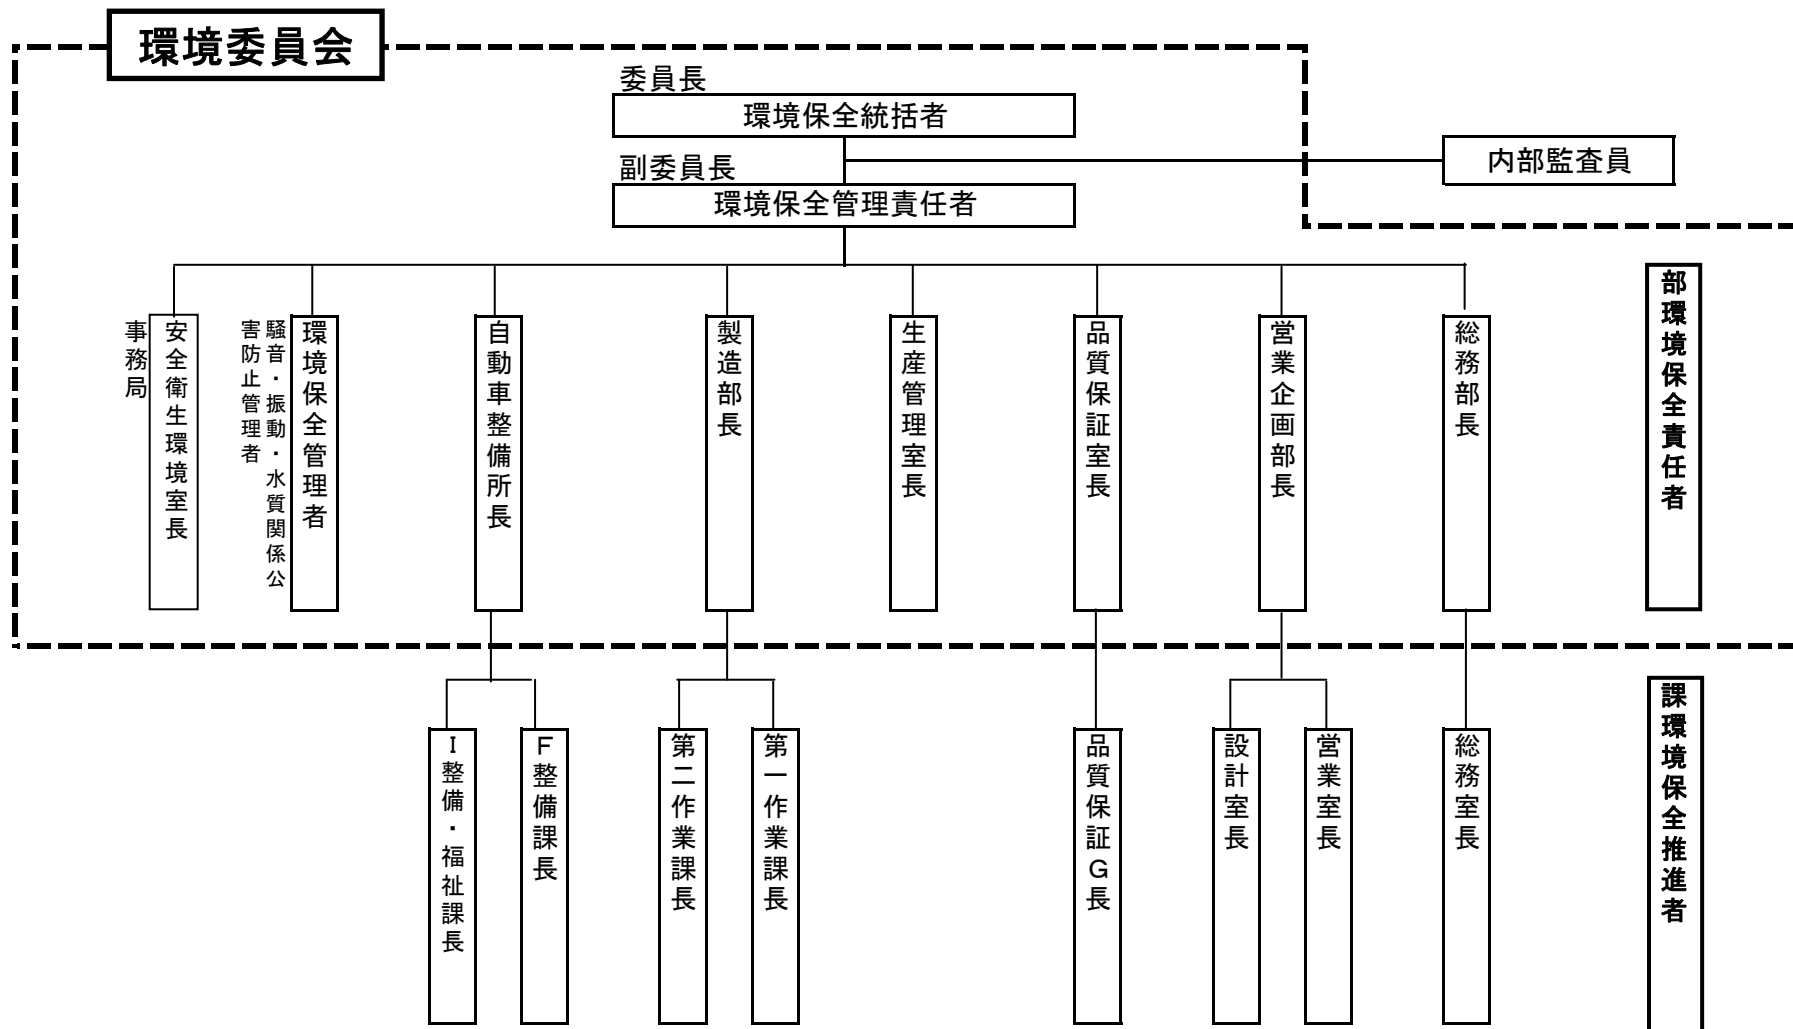 環境委員会
委員長
環境保全統括者
内部監査員
副委員長
環境保全管理責任者
部環境保全責任者
総務部長
営業企画部長
品質保証室長
生産管理室長
製造部長
自動車整備所長
環境保全管理者
騒音・振動・水質関係公
害防止管理者
安全衛生環境室長
事務局
課環境保全推進者
総務室長
営業室長
設計室長
品質保証G長
第一作業課長
第二作業課長
F整備課長
I整備・福祉課長